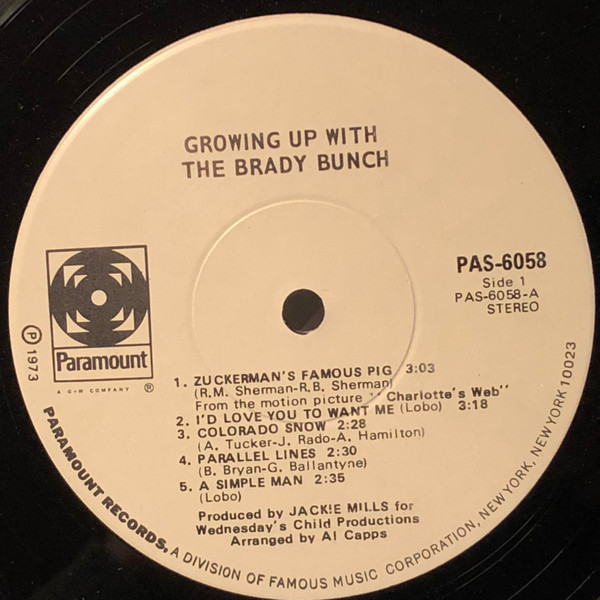 GROWING UP WITH
THE BRADY BUNCH
Paramount
A G+W COMPANY ®
℗ 1973
PAS-6058
Side 1
PAS-6058-A
STEREO
1. ZUCKERMAN'S FAMOUS PIG 3:03
(R.M. Sherman-R.B. Sherman)
From the motion picture "Charlotte's Web"
2. I'D LOVE YOU TO WANT ME (Lobo) 3:18
3. COLORADO SNOW 2:28
(A. Tucker-J. Rado-A. Hamilton)
4. PARALLEL LINES 2:30
(B. Bryan-G. Ballantyne)
5. A SIMPLE MAN 2:35
(Lobo)
Produced by JACKIE MILLS for
Wednesday's Child Productions
Arranged by Al Capps
PARAMOUNT RECORDS, A DIVISION OF FAMOUS MUSIC CORPORATION, NEW YORK, NEW YORK 10023